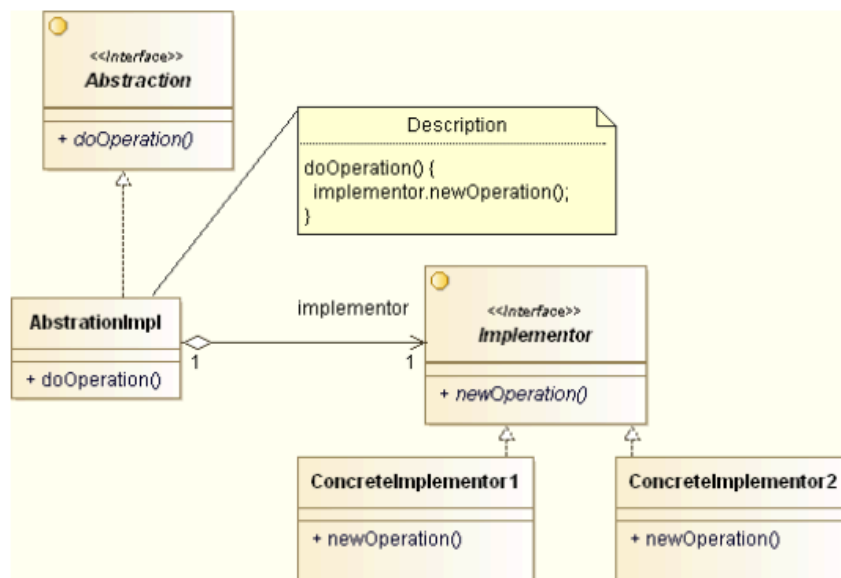 <<Interface>>
Abstraction
+ doOperation()
Description
doOperation() {
implementor.newOperation();
}
AbstrationImpl
+ doOperation()
implementor
1
1
<<Interface>>
Implementor
+ newOperation()
ConcreteImplementor1
+ newOperation()
ConcreteImplementor2
+ newOperation()